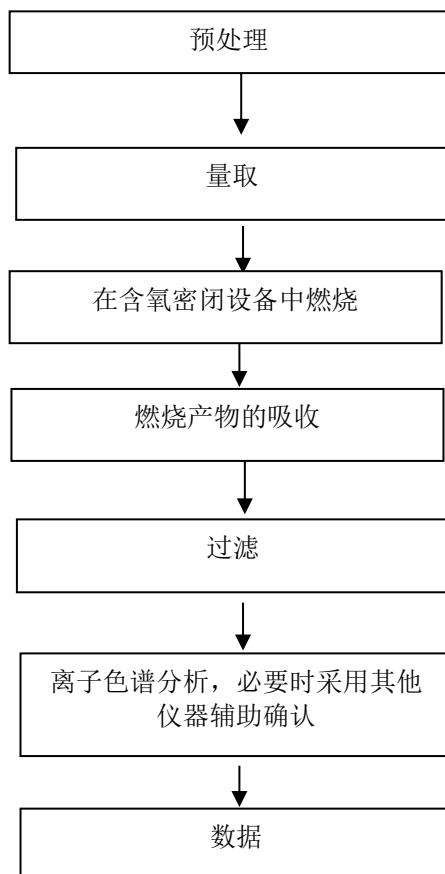 预处理
量取
在含氧密闭设备中燃烧
燃烧产物的吸收
过滤
离子色谱分析，必要时采用其他
仪器辅助确认
数据